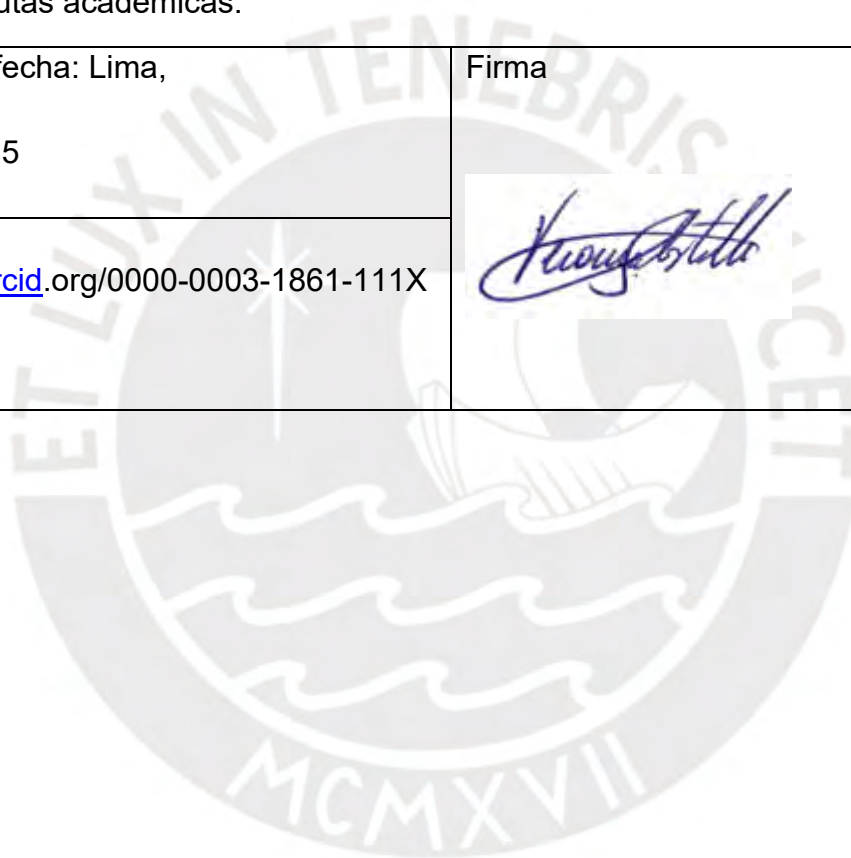 utas académicas.
fecha: Lima,
Firma
5
rcid.org/0000-0003-1861-111X
ET LUX IN TENEBRIS LUCET
MCMXVII